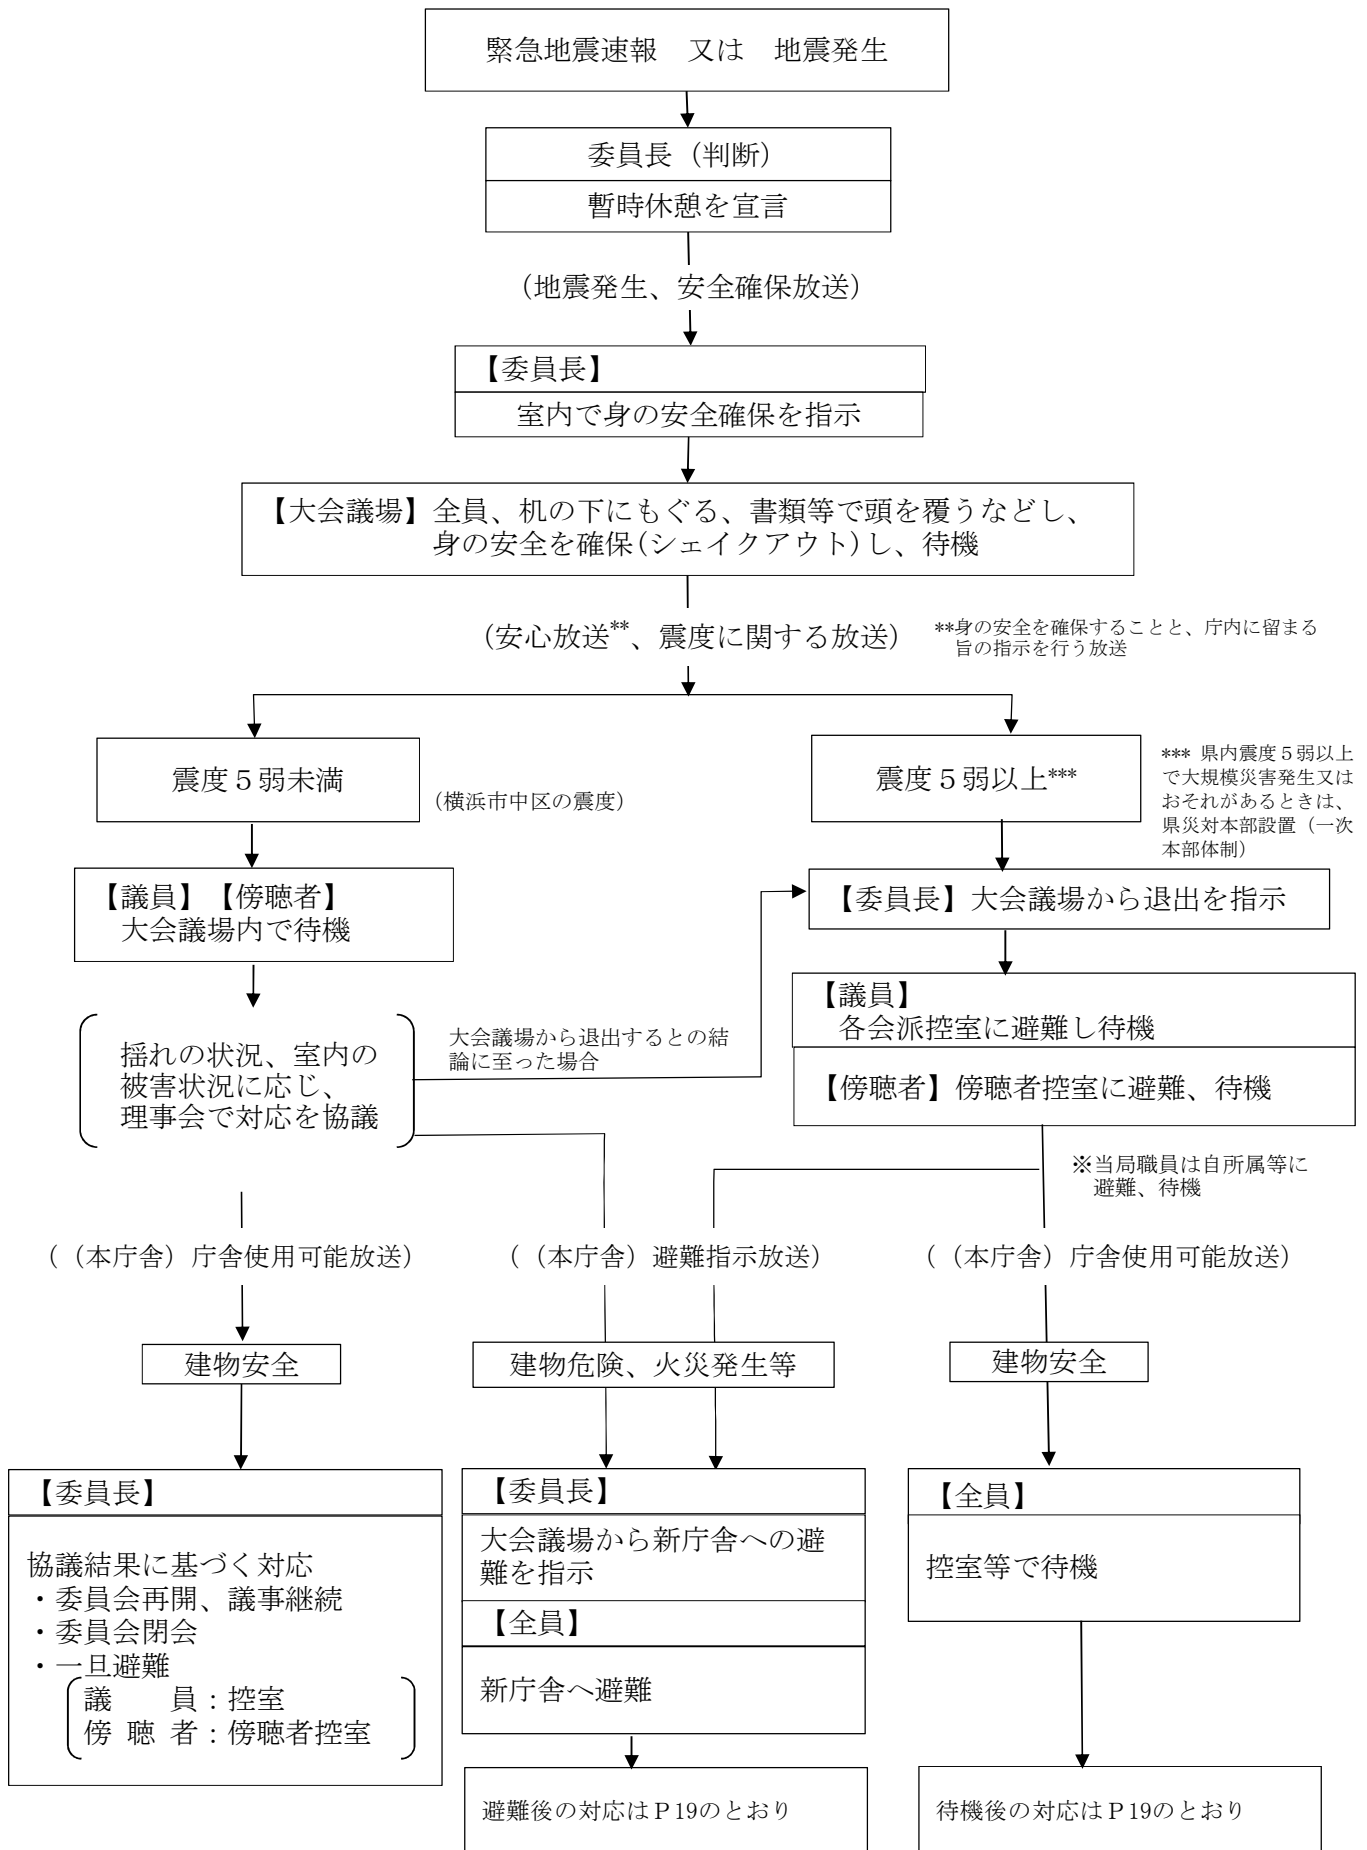 緊急地震速報　又は　地震発生
委員長（判断）
暫時休憩を宣言
（地震発生、安全確保放送）
【委員長】
室内で身の安全確保を指示
【大会議場】全員、机の下にもぐる、書類等で頭を覆うなどし、
身の安全を確保(シェイクアウト)し、待機
（安心放送**、震度に関する放送）
**身の安全を確保することと、庁内に留まる
旨の指示を行う放送
震度５弱未満
（横浜市中区の震度）
震度５弱以上***
*** 県内震度５弱以上
で大規模災害発生又は
おそれがあるときは、
県災対本部設置（一次
本部体制）
【議員】【傍聴者】
大会議場内で待機
【委員長】大会議場から退出を指示
揺れの状況、室内の
被害状況に応じ、
理事会で対応を協議
大会議場から退出するとの結
論に至った場合
【議員】
各会派控室に避難し待機
【傍聴者】傍聴者控室に避難、待機
※当局職員は自所属等に
避難、待機
（（本庁舎）庁舎使用可能放送）
（（本庁舎）避難指示放送）
（（本庁舎）庁舎使用可能放送）
建物安全
建物危険、火災発生等
建物安全
【委員長】
協議結果に基づく対応
・委員会再開、議事継続
・委員会閉会
・一旦避難
議　　員：控室
傍 聴 者：傍聴者控室
【委員長】
大会議場から新庁舎への避
難を指示
【全員】
新庁舎へ避難
【全員】
控室等で待機
避難後の対応はＰ19のとおり
待機後の対応はＰ19のとおり